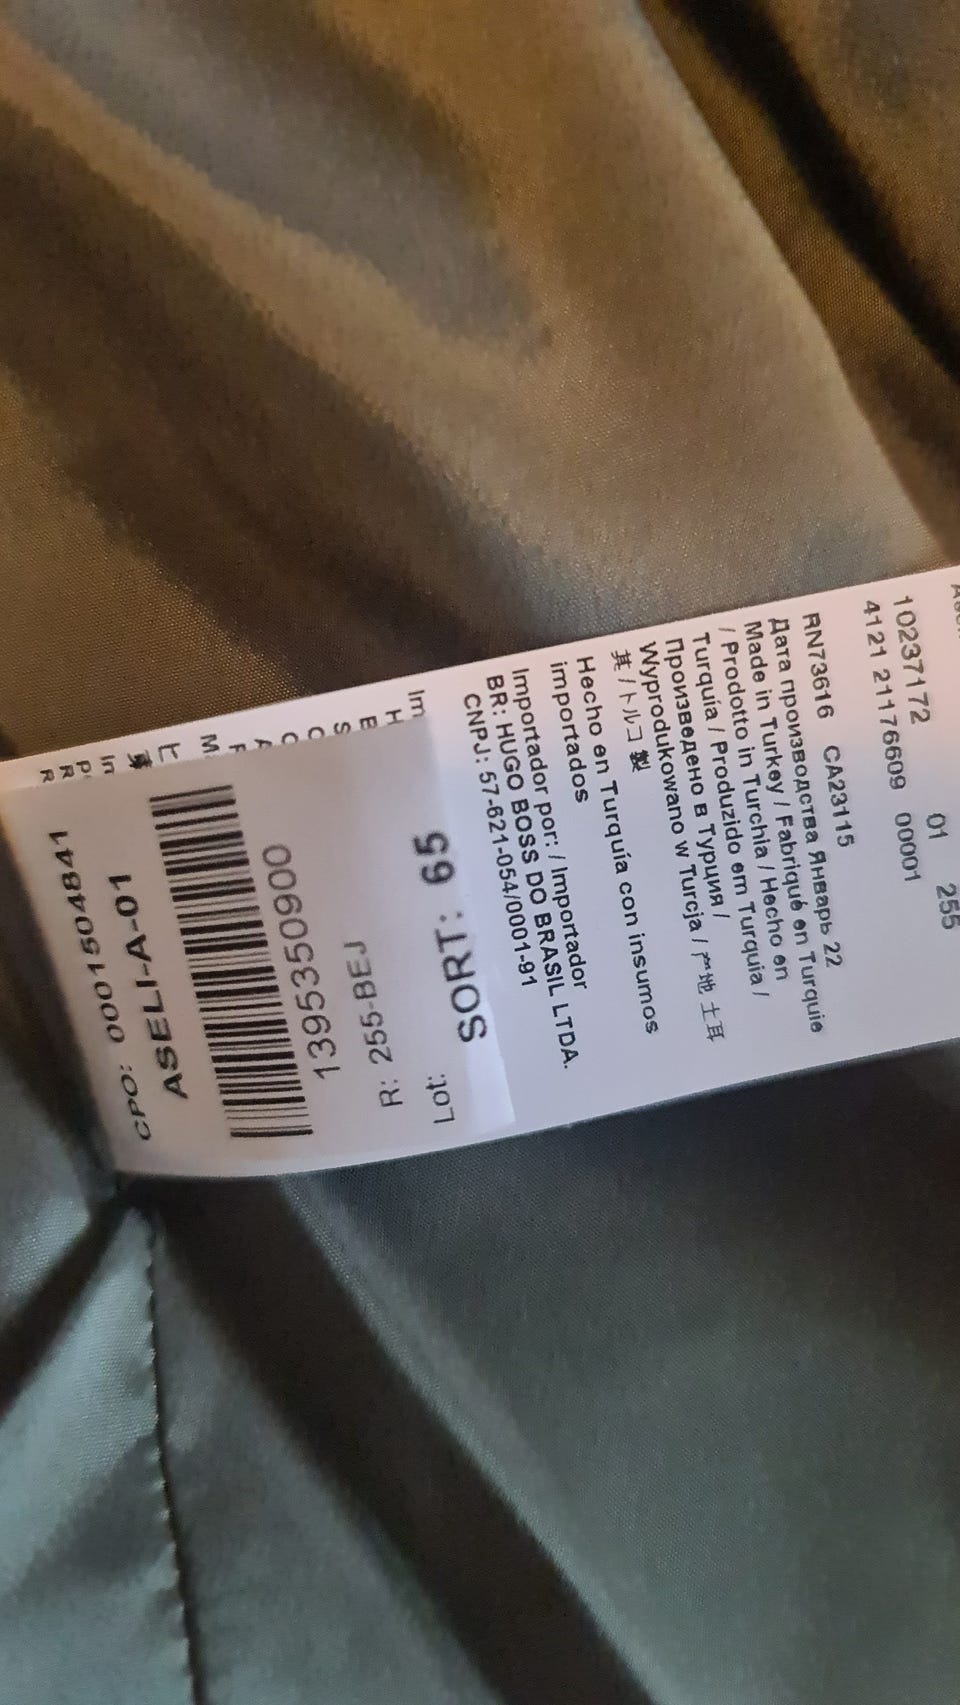 10237172 01
4121 21176609 00001 255
RN73616 CA23115
Дата производства Январь 22
Made in Turkey / Fabriqué en Turquie
/ Prodotto in Turchia / Hecho en
Turquía / Produzido em Turquia /
Произведено в Турция /
Wyprodukowano w Turcja / 产地 土耳
其 / トルコ 製
Hecho en Turquía con insumos
importados
Importador por: / Importador
BR: HUGO BOSS DO BRASIL LTDA.
CNPJ: 57-621-054/0001-91
CPO: 0001504841
ASELI-A-01
1395350900
R: 255-BEJ
Lot:
SORT: 65